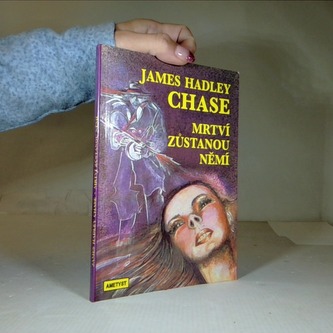 JAMES HADLEY
CHASE
MRTVÍ
ZŮSTANOU
NĚMÍ
AMETYST